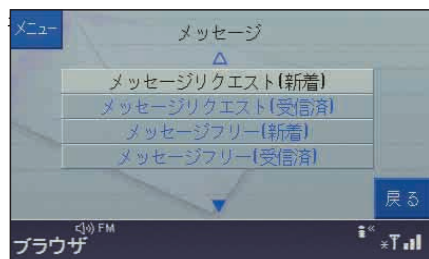 メニュー
メッセージ
メッセージリクエスト(新着)
メッセージリクエスト(受信済)
メッセージフリー(新着)
メッセージフリー(受信済)
戻る
FM
ブラウザ